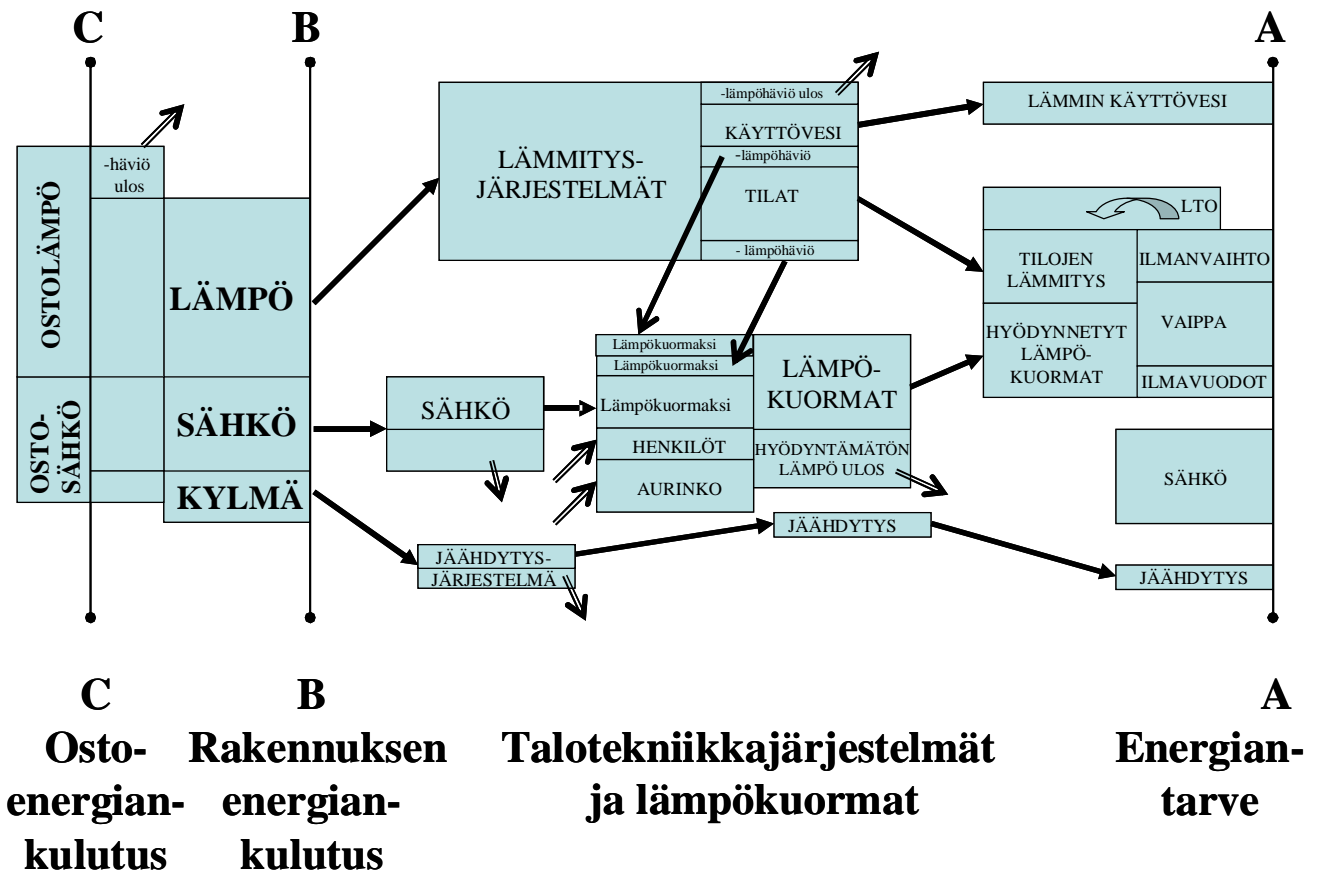 C
B
A
-häviö
ulos
OSTOLÄMPÖ
LÄMPÖ
OSTO-
SÄHKÖ
SÄHKÖ
KYLMÄ
LÄMMITYS-
JÄRJESTELMÄT
-lämpöhäviö ulos
KÄYTTÖVESI
-lämpöhäviö
TILAT
- lämpöhäviö
SÄHKÖ
Lämpökuormaksi
Lämpökuormaksi
Lämpökuormaksi
HENKILÖT
AURINKO
LÄMPÖ-
KUORMAT
HYÖDYNTÄMÄTÖN
LÄMPÖ ULOS
JÄÄHDYTYS-
JÄRJESTELMÄ
JÄÄHDYTYS
LÄMMIN KÄYTTÖVESI
LTO
TILOJEN
LÄMMITYS
ILMANVAIHTO
HYÖDYNNETYT
LÄMPÖ-
KUORMAT
VAIPPA
ILMAVUODOT
SÄHKÖ
JÄÄHDYTYS
C
B
A
Osto-
energian-
kulutus
Rakennuksen
energian-
kulutus
Talotekniikkajärjestelmät
ja lämpökuormat
Energian-
tarve